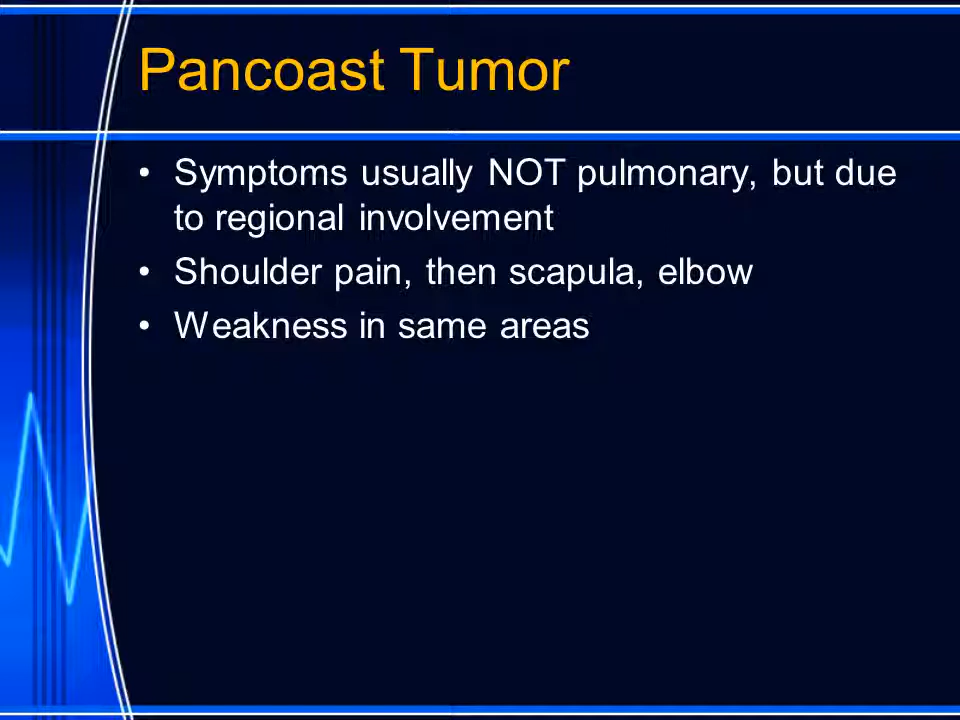 Pancoast Tumor
• Symptoms usually NOT pulmonary, but due
to regional involvement
• Shoulder pain, then scapula, elbow
• Weakness in same areas